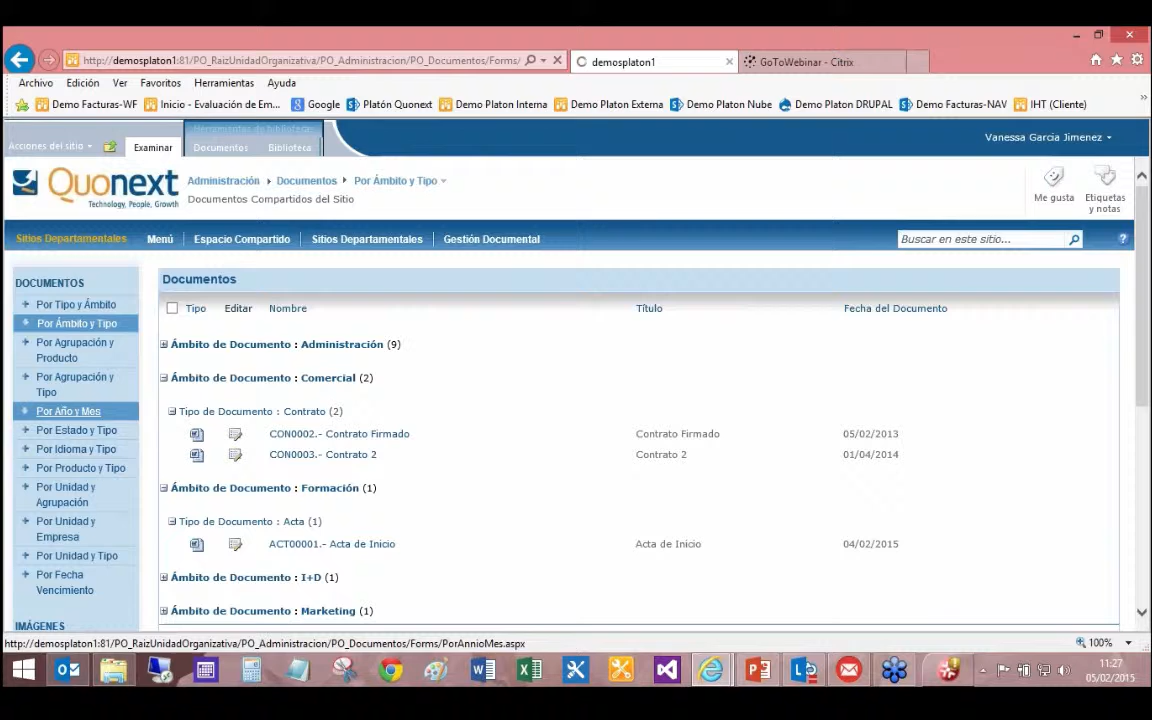 http://demosplaton1:81/PO_RaizUnidadOrganizativa/PO_Administracion/PO_Documentos/Forms/
demosplaton1
GoToWebinar - Citrix
Archivo Edición Ver Favoritos Herramientas Ayuda
Demo Facturas-WF Inicio - Evaluación de Em... Google Platón Quonext Demo Platon Interna Demo Platon Externa Demo Platon Nube Demo Platon DRUPAL Demo Facturas-NAV IHT (Cliente)
Herramientas de biblioteca
Acciones del sitio Examinar Documentos Biblioteca
Vanessa Garcia Jimenez
Quonext
Technology, People, Growth
Administración Documentos Por Ámbito y Tipo
Documentos Compartidos del Sitio
Me gusta
Etiquetas
y notas
Sitios Departamentales Menú Espacio Compartido Sitios Departamentales Gestión Documental
Buscar en este sitio...
DOCUMENTOS
Por Tipo y Ámbito
Por Ámbito y Tipo
Por Agrupación y
Producto
Por Agrupación y
Tipo
Por Año y Mes
Por Estado y Tipo
Por Idioma y Tipo
Por Producto y Tipo
Por Unidad y
Agrupación
Por Unidad y
Empresa
Por Unidad y Tipo
Por Fecha
Vencimiento
IMÁGENES
Documentos
Tipo Editar Nombre Título Fecha del Documento
Ámbito de Documento : Administración (9)
Ámbito de Documento : Comercial (2)
Tipo de Documento : Contrato (2)
CON0002.- Contrato Firmado Contrato Firmado 05/02/2013
CON0003.- Contrato 2 Contrato 2 01/04/2014
Ámbito de Documento : Formación (1)
Tipo de Documento : Acta (1)
ACT00001.- Acta de Inicio Acta de Inicio 04/02/2015
Ámbito de Documento : I+D (1)
Ámbito de Documento : Marketing (1)
http://demosplaton1:81/PO_RaizUnidadOrganizativa/PO_Administracion/PO_Documentos/Forms/PorAnnioMes.aspx
100%
11:27
05/02/2015